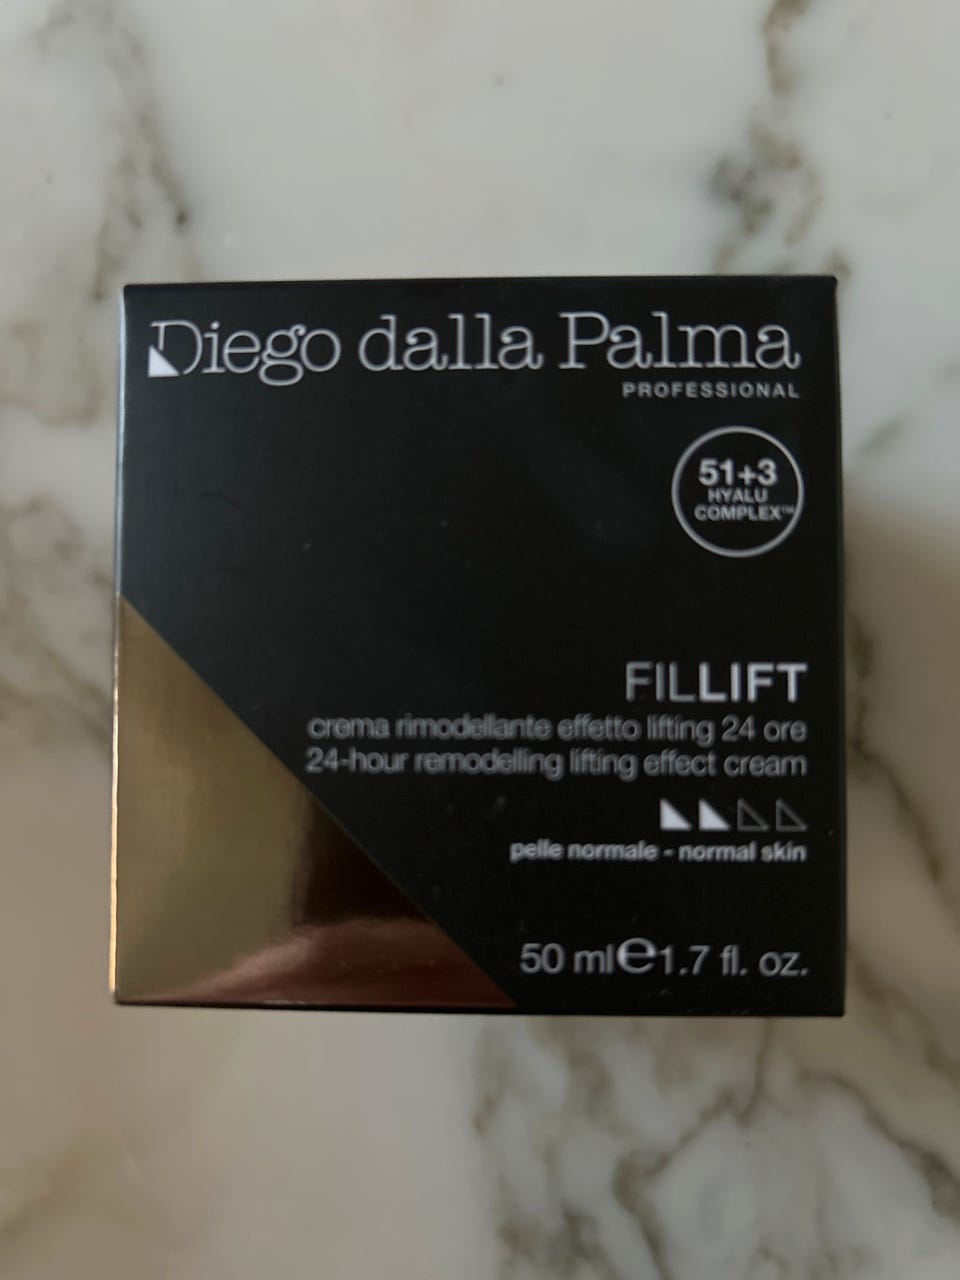 Diego dalla Palma
PROFESSIONAL
51+3
HYALU
COMPLEX™
FILLIFT
crema rimodellante effetto lifting 24 ore
24-hour remodelling lifting effect cream
pelle normale - normal skin
50 ml℮1.7 fl. oz.